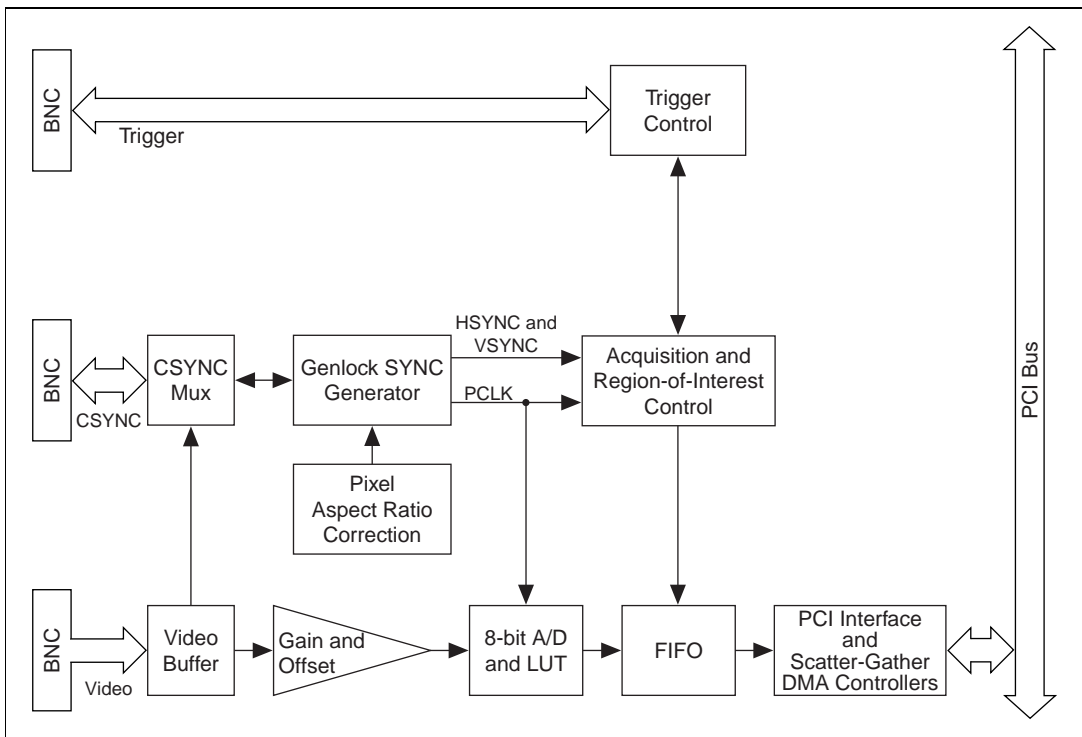 BNC
Trigger
Trigger
Control
BNC
CSYNC
CSYNC
Mux
Genlock SYNC
Generator
HSYNC and
VSYNC
PCLK
Acquisition and
Region-of-Interest
Control
Pixel
Aspect Ratio
Correction
BNC
Video
Video
Buffer
Gain and
Offset
8-bit A/D
and LUT
FIFO
PCI Interface
and
Scatter-Gather
DMA Controllers
PCI Bus